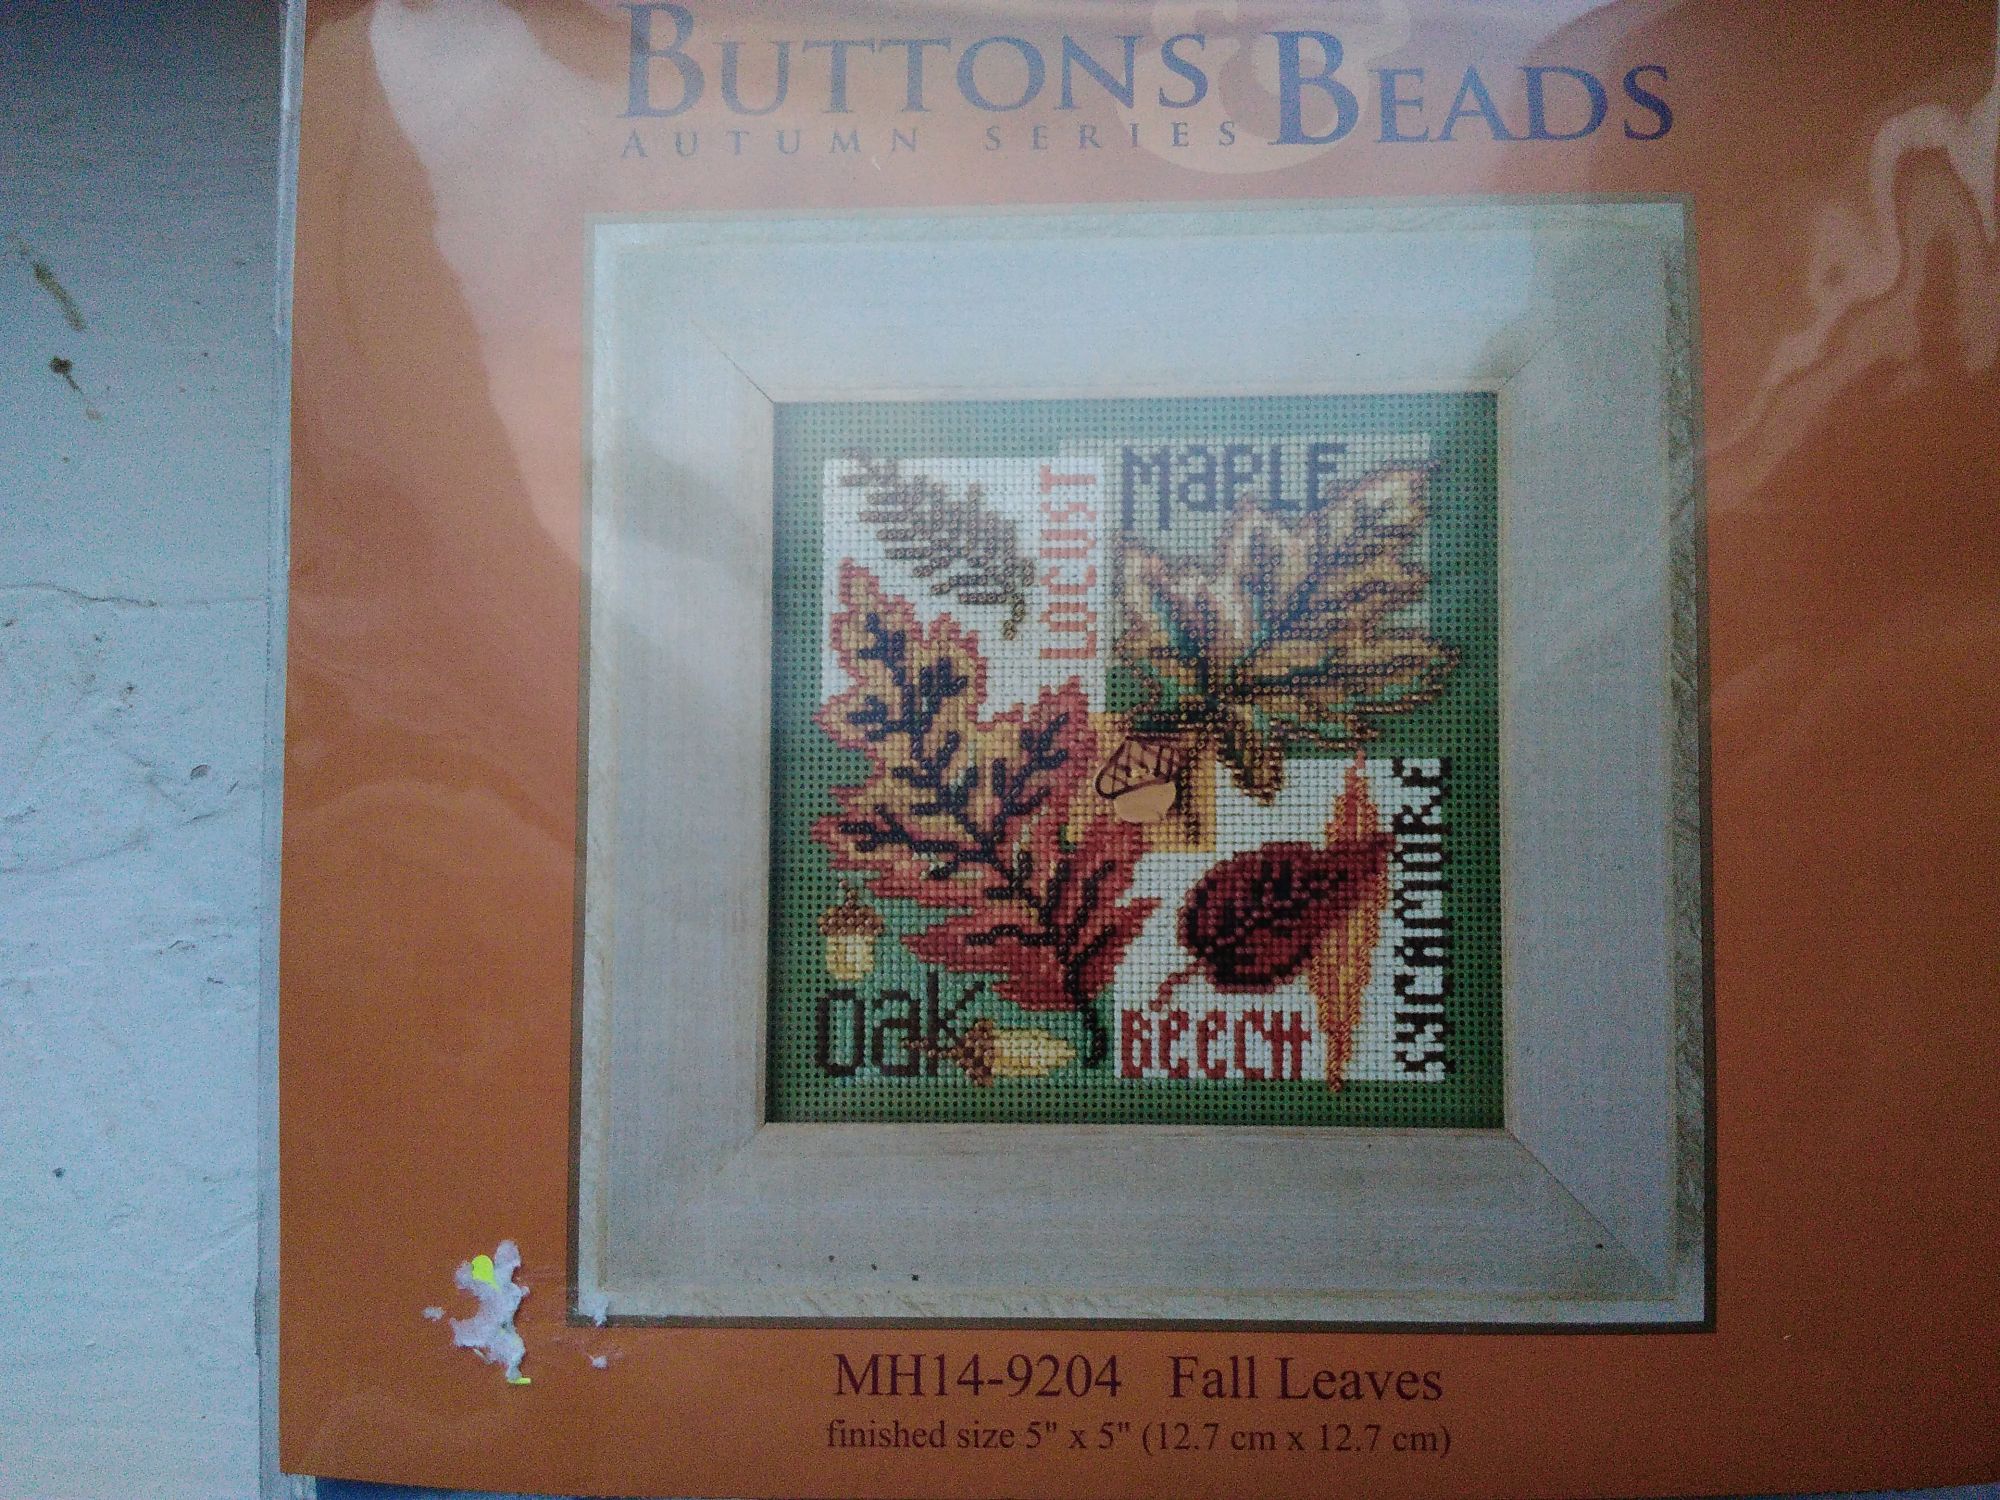 BUTTONS & BEADS
AUTUMN SERIES
LOCUST
MaPLE
SYCAMORE
Oak
BEECH
MH14-9204 Fall Leaves
finished size 5" x 5" (12.7 cm x 12.7 cm)